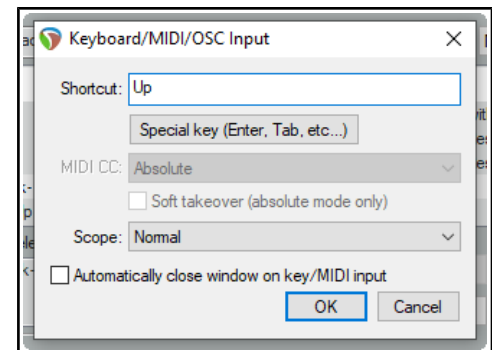 Keyboard/MIDI/OSC Input
Shortcut: Up
Special key (Enter, Tab, etc...)
MIDI CC: Absolute
Soft takeover (absolute mode only)
Scope: Normal
Automatically close window on key/MIDI input
OK Cancel